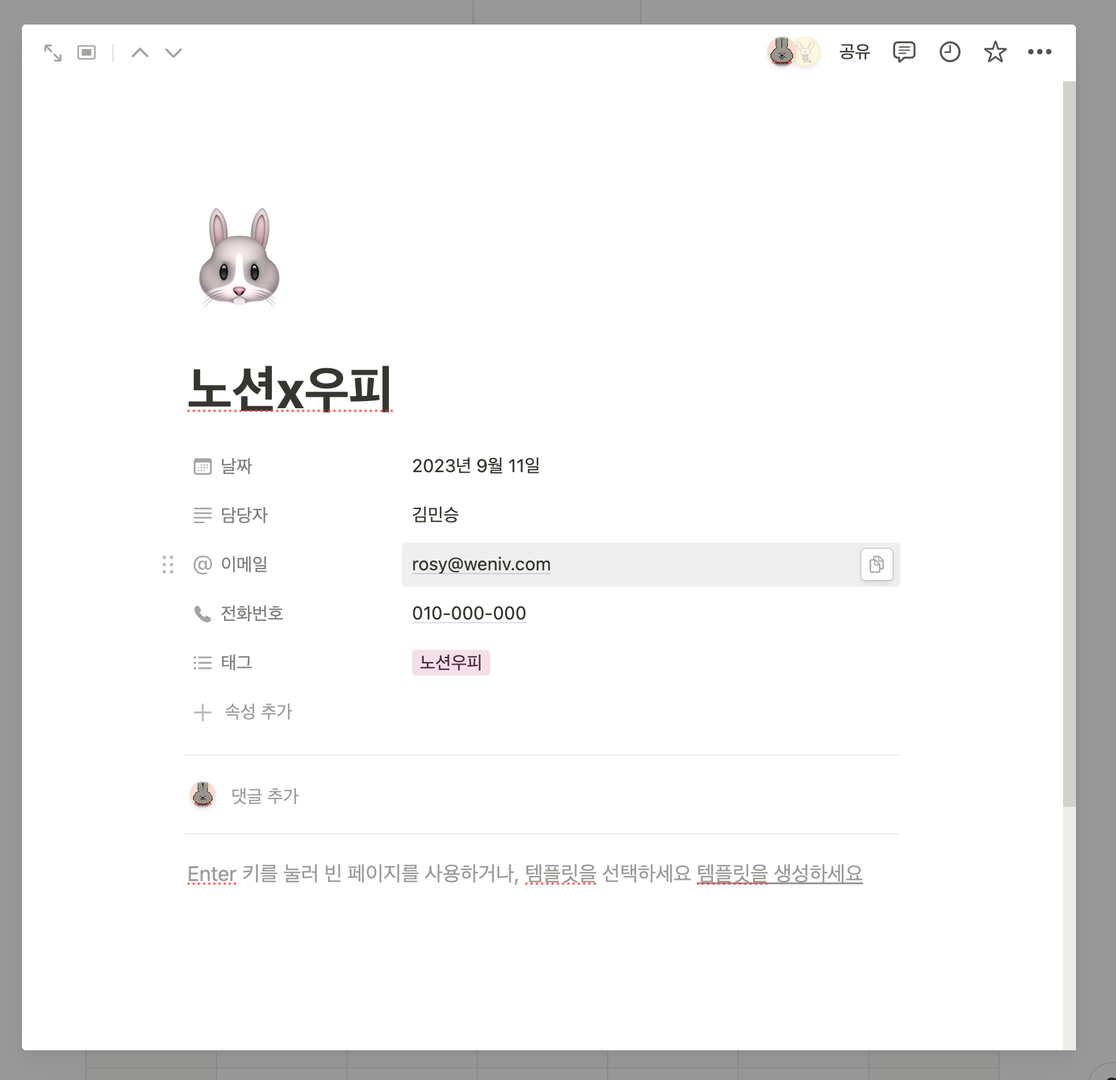 공유
노션x우피
날짜 2023년 9월 11일
담당자 김민승
@ 이메일 rosy@weniv.com
전화번호 010-000-000
태그 노션우피
속성 추가
댓글 추가
Enter 키를 눌러 빈 페이지를 사용하거나, 템플릿을 선택하세요 템플릿을 생성하세요